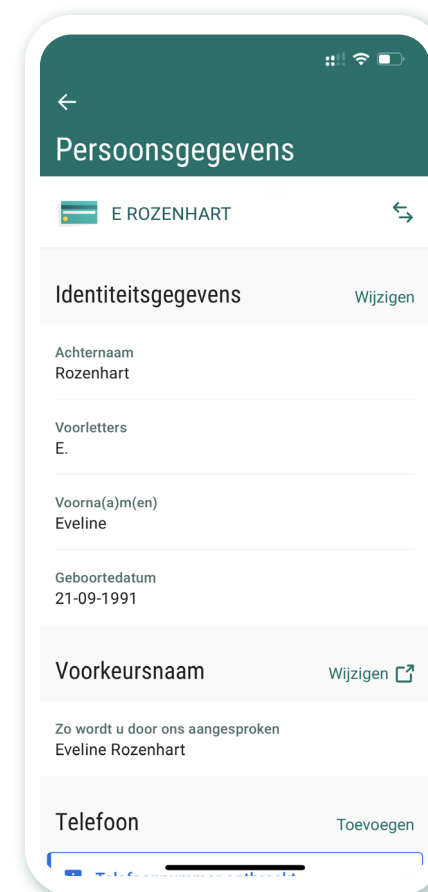 Persoonsgegevens
E ROZENHART
Identiteitsgegevens Wijzigen
Achternaam
Rozenhart
Voorletters
E.
Voorna(a)m(en)
Eveline
Geboortedatum
21-09-1991
Voorkeursnaam Wijzigen
Zo wordt u door ons aangesproken
Eveline Rozenhart
Telefoon Toevoegen